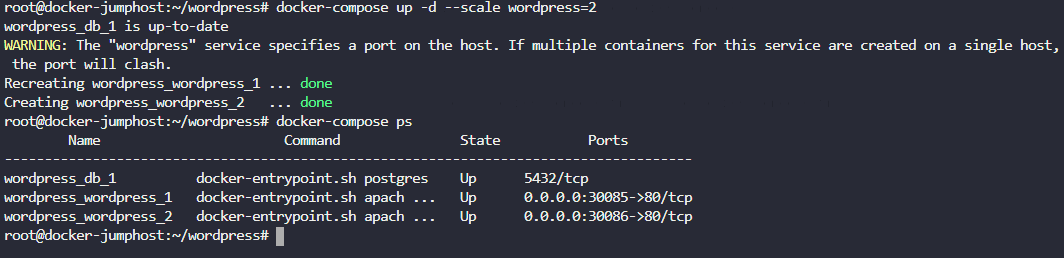 root@docker-jumphost:~/wordpress# docker-compose up -d --scale wordpress=2
wordpress_db_1 is up-to-date
WARNING: The "wordpress" service specifies a port on the host. If multiple containers for this service are created on a single host,
 the port will clash.
Recreating wordpress_wordpress_1 ... done
Creating wordpress_wordpress_2   ... done
root@docker-jumphost:~/wordpress# docker-compose ps
        Name                       Command               State           Ports
--------------------------------------------------------------------------------------
wordpress_db_1          docker-entrypoint.sh postgres    Up      5432/tcp
wordpress_wordpress_1   docker-entrypoint.sh apach ...   Up      0.0.0.0:30085->80/tcp
wordpress_wordpress_2   docker-entrypoint.sh apach ...   Up      0.0.0.0:30086->80/tcp
root@docker-jumphost:~/wordpress#